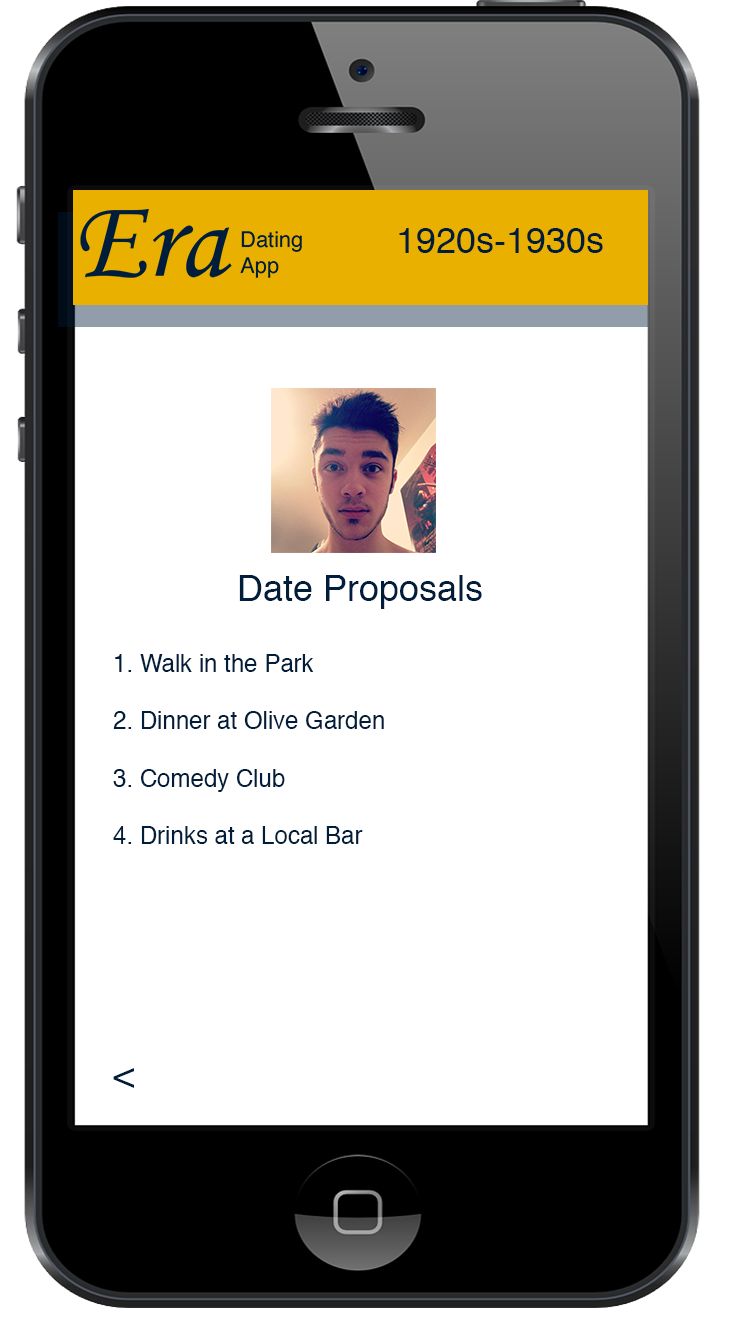 Era Dating App
1920s-1930s
Date Proposals
1. Walk in the Park
2. Dinner at Olive Garden
3. Comedy Club
4. Drinks at a Local Bar
<